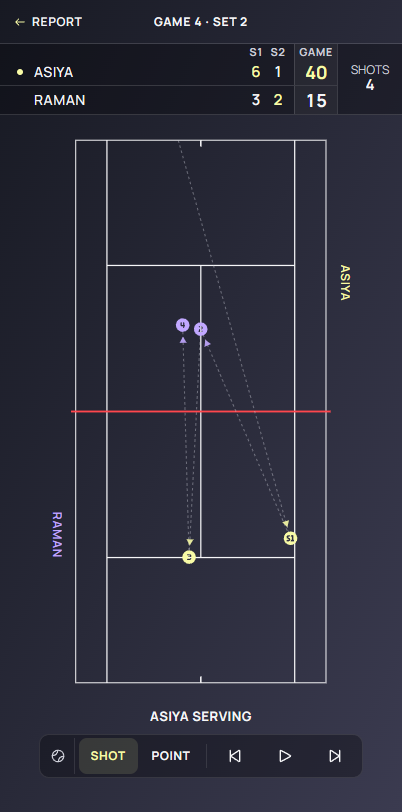 ← REPORT
GAME 4 · SET 2
S1 S2 GAME
ASIYA 6 1 40
RAMAN 3 2 15
SHOTS
4
ASIYA
4
2
RAMAN
S1
3
ASIYA SERVING
SHOT POINT